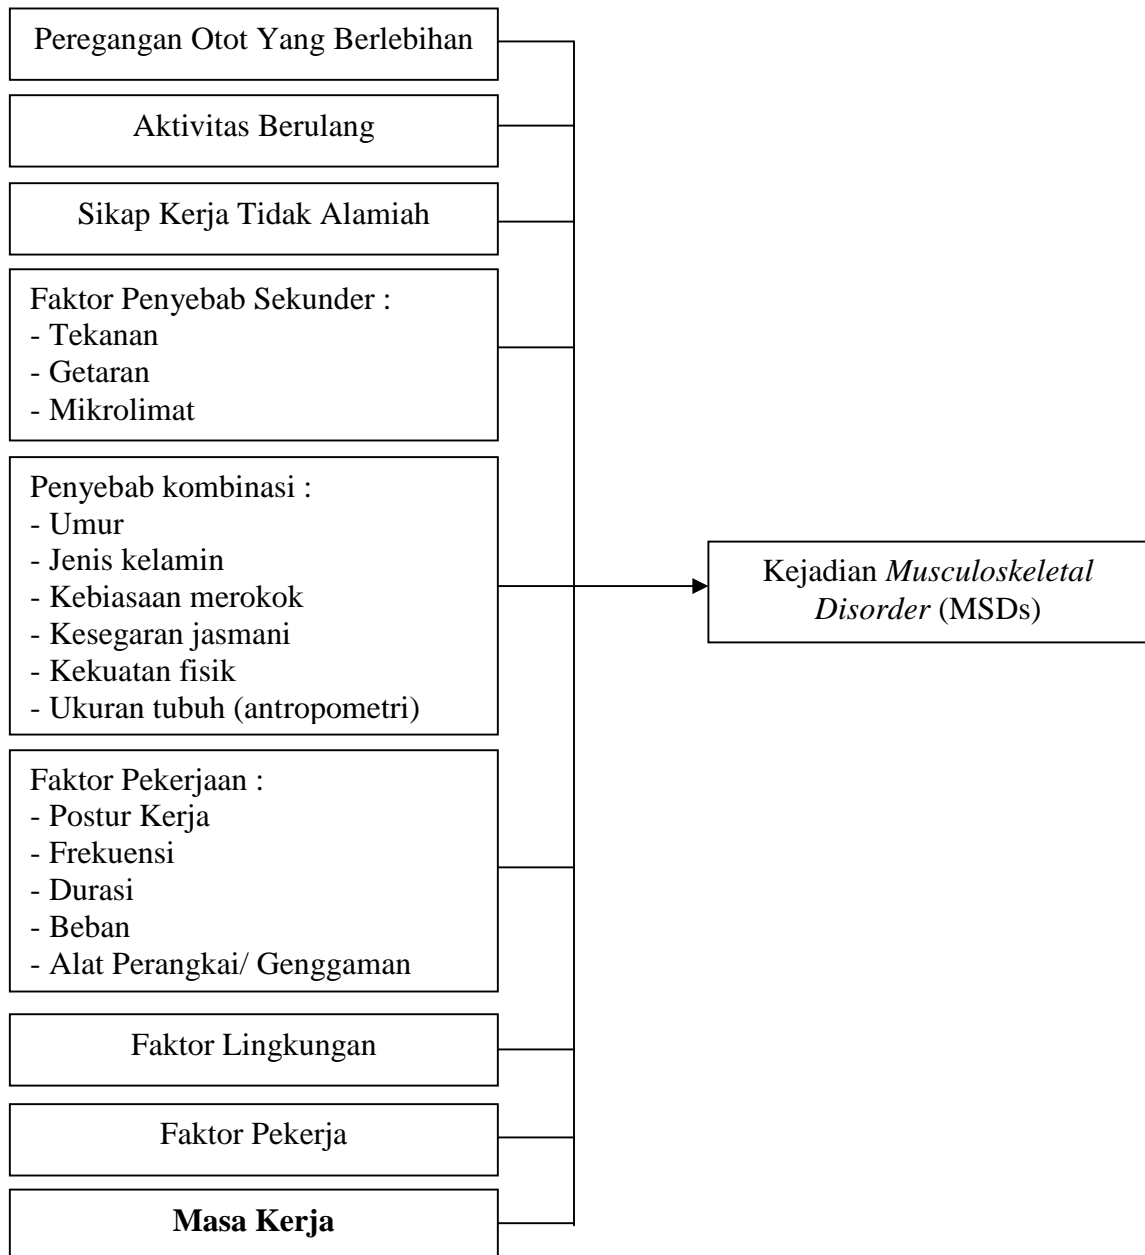 Peregangan Otot Yang Berlebihan
Aktivitas Berulang
Sikap Kerja Tidak Alamiah
Faktor Penyebab Sekunder :
- Tekanan
- Getaran
- Mikrolimat
Penyebab kombinasi :
- Umur
- Jenis kelamin
- Kebiasaan merokok
- Kesegaran jasmani
- Kekuatan fisik
- Ukuran tubuh (antropometri)
Faktor Pekerjaan :
- Postur Kerja
- Frekuensi
- Durasi
- Beban
- Alat Perangkai/ Genggaman
Faktor Lingkungan
Faktor Pekerja
Masa Kerja
Kejadian Musculoskeletal
Disorder (MSDs)